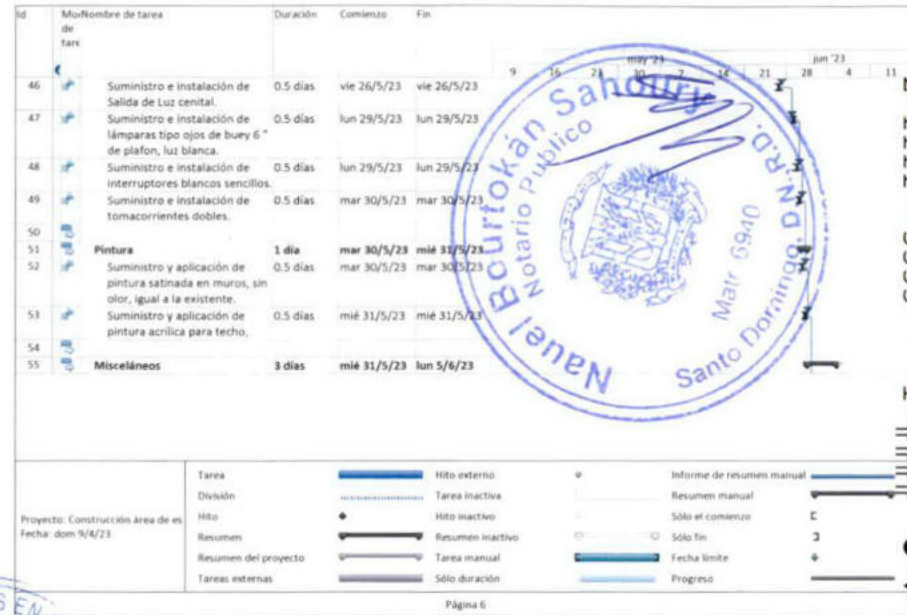 Id Mo Nombre de tarea Duración Comienzo Fin
de
tare
may '23 jun '23
9 16 23 30 7 14 21 28 4 11
46 Suministro e instalación de 0.5 días vie 26/5/23 vie 26/5/23
Salida de Luz cenital.
47 Suministro e instalación de 0.5 días lun 29/5/23 lun 29/5/23
lámparas tipo ojos de buey 6 "
de plafon, luz blanca.
48 Suministro e instalación de 0.5 días lun 29/5/23 lun 29/5/23
interruptores blancos sencillos.
49 Suministro e instalación de 0.5 días mar 30/5/23 mar 30/5/23
tomacorrientes dobles.
50
51 Pintura 1 día mar 30/5/23 mié 31/5/23
52 Suministro y aplicación de 0.5 días mar 30/5/23 mar 30/5/23
pintura satinada en muros, sin
olor, igual a la existente.
53 Suministro y aplicación de 0.5 días mié 31/5/23 mié 31/5/23
pintura acrílica para techo,
54
55 Misceláneos 3 días mié 31/5/23 lun 5/6/23
Nauel Bourtokán Sahoury
Notario Público
Matr 6940
Santo Domingo D.N., R.D.
Proyecto: Construcción área de es
Fecha: dom 9/4/23
Tarea Hito externo Informe de resumen manual
División Tarea inactiva Resumen manual
Hito Hito inactivo Sólo el comienzo
Resumen Resumen inactivo Sólo fin
Resumen del proyecto Tarea manual Fecha límite
Tareas externas Sólo duración Progreso
Página 6